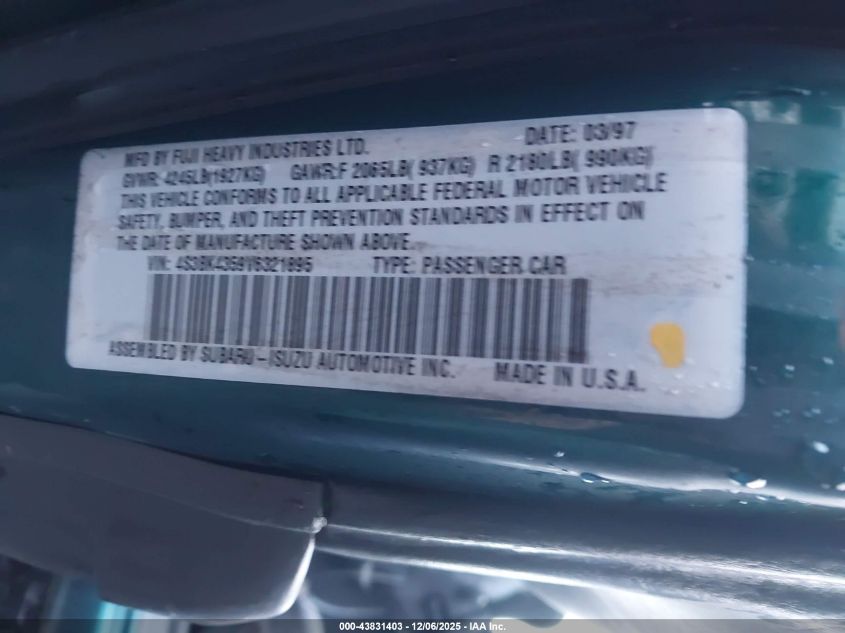 MFD BY FUJI HEAVY INDUSTRIES LTD. DATE: 03/97
GVWR: 4245LB(1927KG) GAWR:F 2065LB( 937KG) R 2180LB( 990KG)
THIS VEHICLE CONFORMS TO ALL APPLICABLE FEDERAL MOTOR VEHICLE
SAFETY, BUMPER, AND THEFT PREVENTION STANDARDS IN EFFECT ON
THE DATE OF MANUFACTURE SHOWN ABOVE.
VIN: 4S3BK4359V6321895 TYPE: PASSENGER CAR
ASSEMBLED BY SUBARU-ISUZU AUTOMOTIVE INC. MADE IN U.S.A.
000-43831403 - 12/06/2025 - IAA Inc.